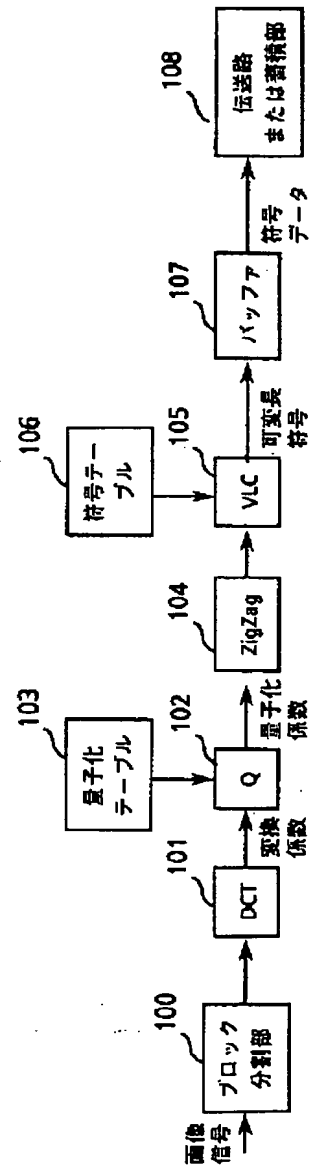 画像
信号
100
ブロック
分割部
101
DCT
変換
係数
103
量子化
テーブル
102
Q
量子化
係数
104
ZigZag
106
符号テー
ブル
105
VLC
可変長
符号
107
バッファ
符号
データ
108
伝送路
または蓄積部